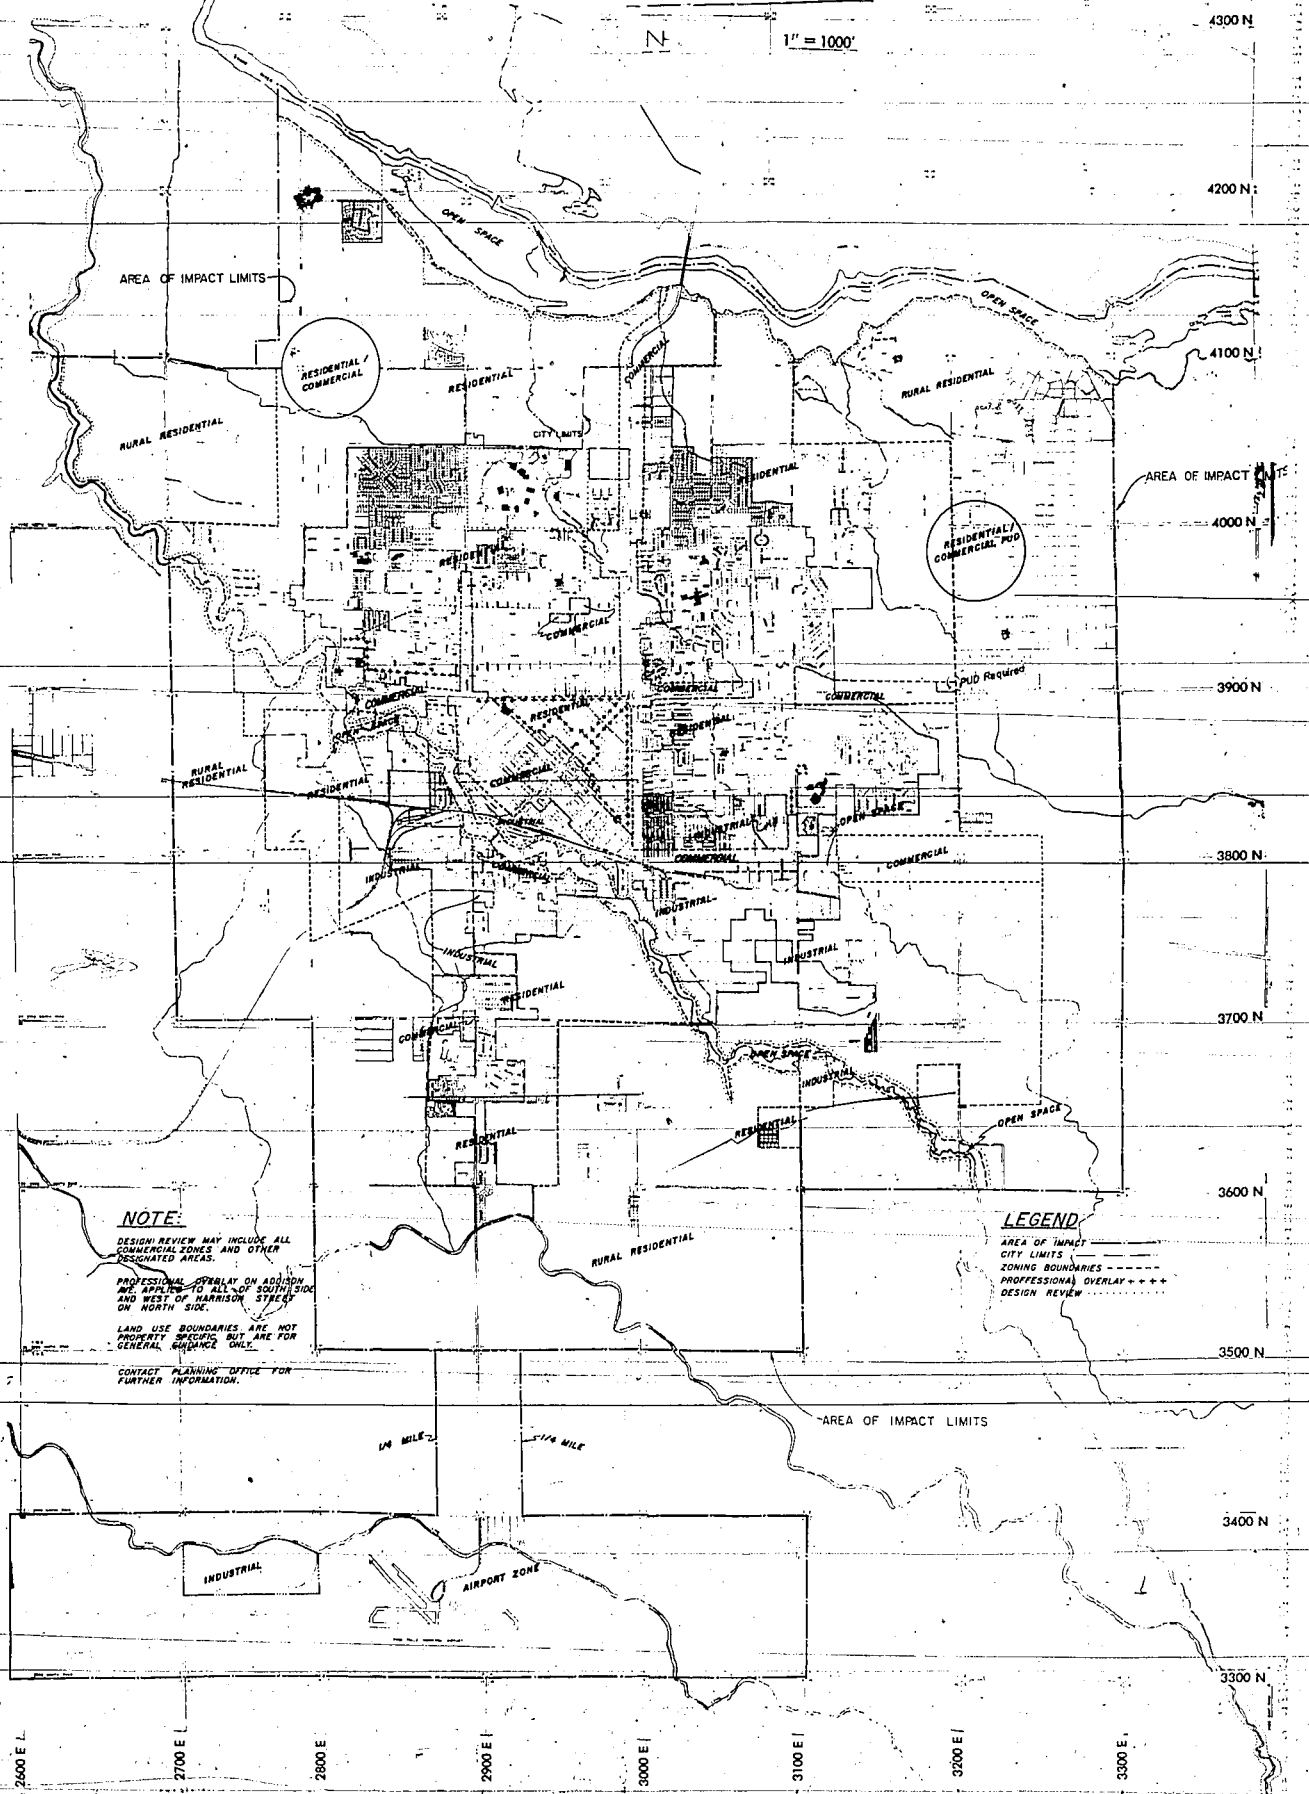 4300 N
N
1" = 1000'
4200 N
OPEN SPACE
AREA OF IMPACT LIMITS
OPEN SPACE
4100 N
RESIDENTIAL /
COMMERCIAL
COMMERCIAL
RESIDENTIAL
RURAL RESIDENTIAL
RURAL RESIDENTIAL
CITY LIMITS
RESIDENTIAL
AREA OF IMPACT
4000 N
RESIDENTIAL /
COMMERCIAL PUD
RESIDENTIAL
COMMERCIAL
PUD Required
3900 N
COMMERCIAL
COMMERCIAL
COMMERCIAL
OPEN SPACE
RESIDENTIAL
RESIDENTIAL
RURAL
RESIDENTIAL
RESIDENTIAL
COMMERCIAL
INDUSTRIAL
INDUSTRIAL
OPEN SPACE
COMMERCIAL
COMMERCIAL
3800 N
INDUSTRIAL
COMMERCIAL
INDUSTRIAL
INDUSTRIAL
INDUSTRIAL
RESIDENTIAL
3700 N
COMMERCIAL
OPEN SPACE
INDUSTRIAL
OPEN SPACE
RESIDENTIAL
RESIDENTIAL
3600 N
NOTE:
DESIGN REVIEW MAY INCLUDE ALL
COMMERCIAL ZONES AND OTHER
DESIGNATED AREAS.
PROFESSIONAL OVERLAY ON ADDISON
AVE. APPLIES TO ALL OF SOUTH SIDE
AND WEST OF HARRISON STREET
ON NORTH SIDE.
LAND USE BOUNDARIES ARE NOT
PROPERTY SPECIFIC BUT ARE FOR
GENERAL GUIDANCE ONLY.
CONTACT PLANNING OFFICE FOR
FURTHER INFORMATION.
RURAL RESIDENTIAL
LEGEND
AREA OF IMPACT
CITY LIMITS
ZONING BOUNDARIES
PROFFESSIONAL OVERLAY ++++
DESIGN REVIEW
3500 N
AREA OF IMPACT LIMITS
1/4 MILE
1/4 MILE
3400 N
INDUSTRIAL
AIRPORT ZONE
3300 N
2600 E
2700 E
2800 E
2900 E
3000 E
3100 E
3200 E
3300 E